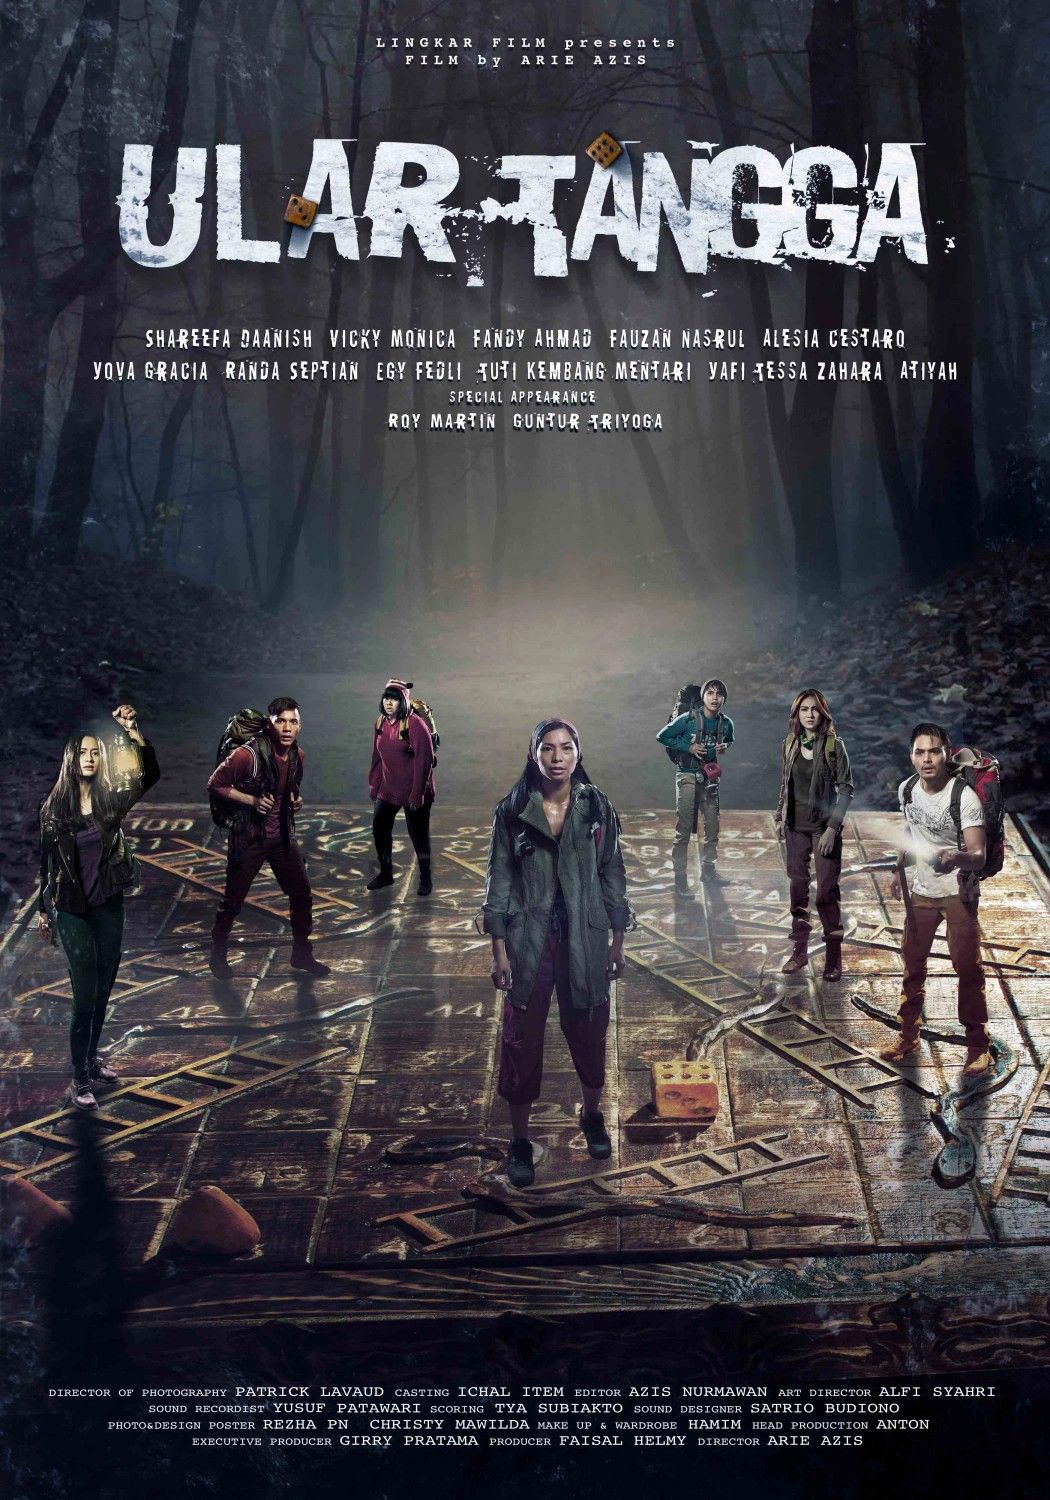 LINGKAR FILM presents
FILM by ARIE AZIS
ULAR TANGGA
SHAREEFA DAANISH VICKY MONICA FANDY AHMAD FAUZAN NASRUL ALESIA CESTARO
YOVA GRACIA RANDA SEPTIAN EGY FEDLI TUTI KEMBANG MENTARI YAFI TESSA ZAHARA ATIYAH
SPECIAL APPEARANCE
ROY MARTIN GUNTUR TRIYOGA
100
DIRECTOR OF PHOTOGRAPHY PATRICK LAVAUD CASTING ICHAL ITEM EDITOR AZIS NURMAWAN ART DIRECTOR ALFI SYAHRI
SOUND RECORDIST YUSUF PATAWARI SCORING TYA SUBIAKTO SOUND DESIGNER SATRIO BUDIONO
PHOTO&DESIGN POSTER REZHA PN CHRISTY MAWILDA MAKE UP & WARDROBE HAMIM HEAD PRODUCTION ANTON
EXECUTIVE PRODUCER GIRRY PRATAMA PRODUCER FAISAL HELMY DIRECTOR ARIE AZIS